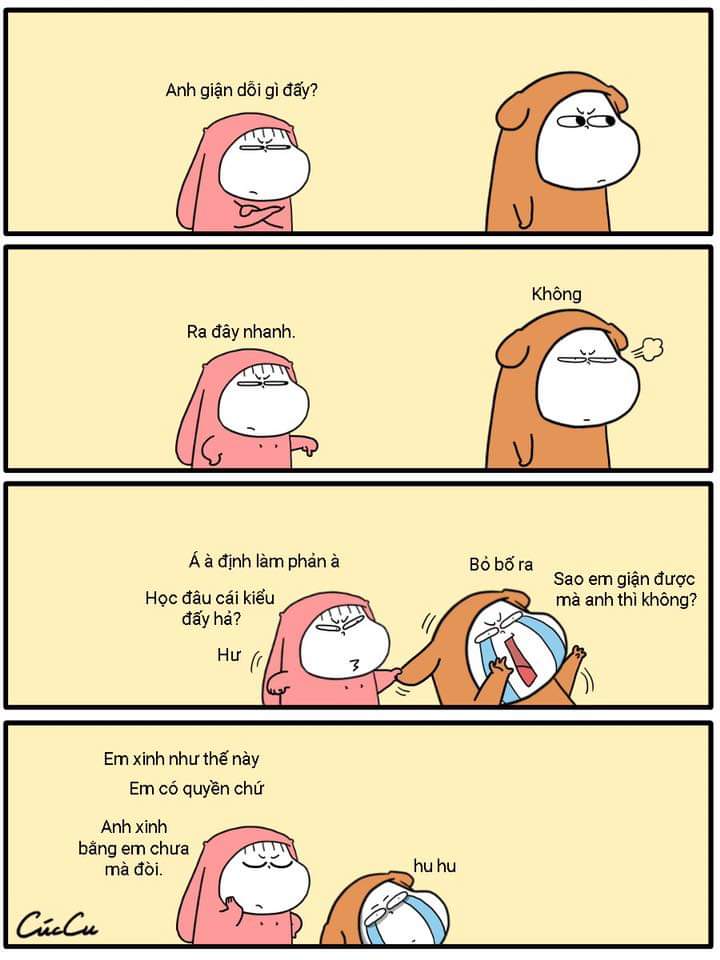 Anh giận dỗi gì đấy?
Không
Ra đây nhanh.
Á à định làm phản à
Học đâu cái kiểu
đấy hả?
Hư
Bỏ bố ra
Sao em giận được
mà anh thì không?
Em xinh như thế này
Em có quyền chứ
Anh xinh
bằng em chưa
mà đòi.
hu hu
CúcCu